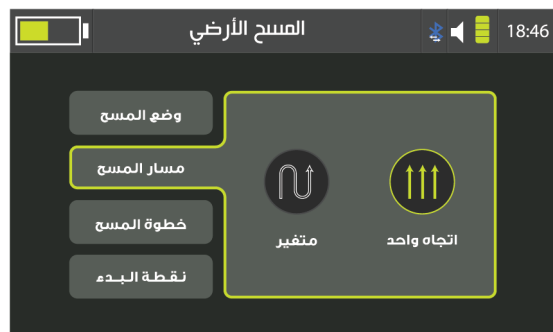 المسح الأرضي
18:46
وضع المسح
مسار المسح
خطوة المسح
نقطة البدء
متغير
اتجاه واحد